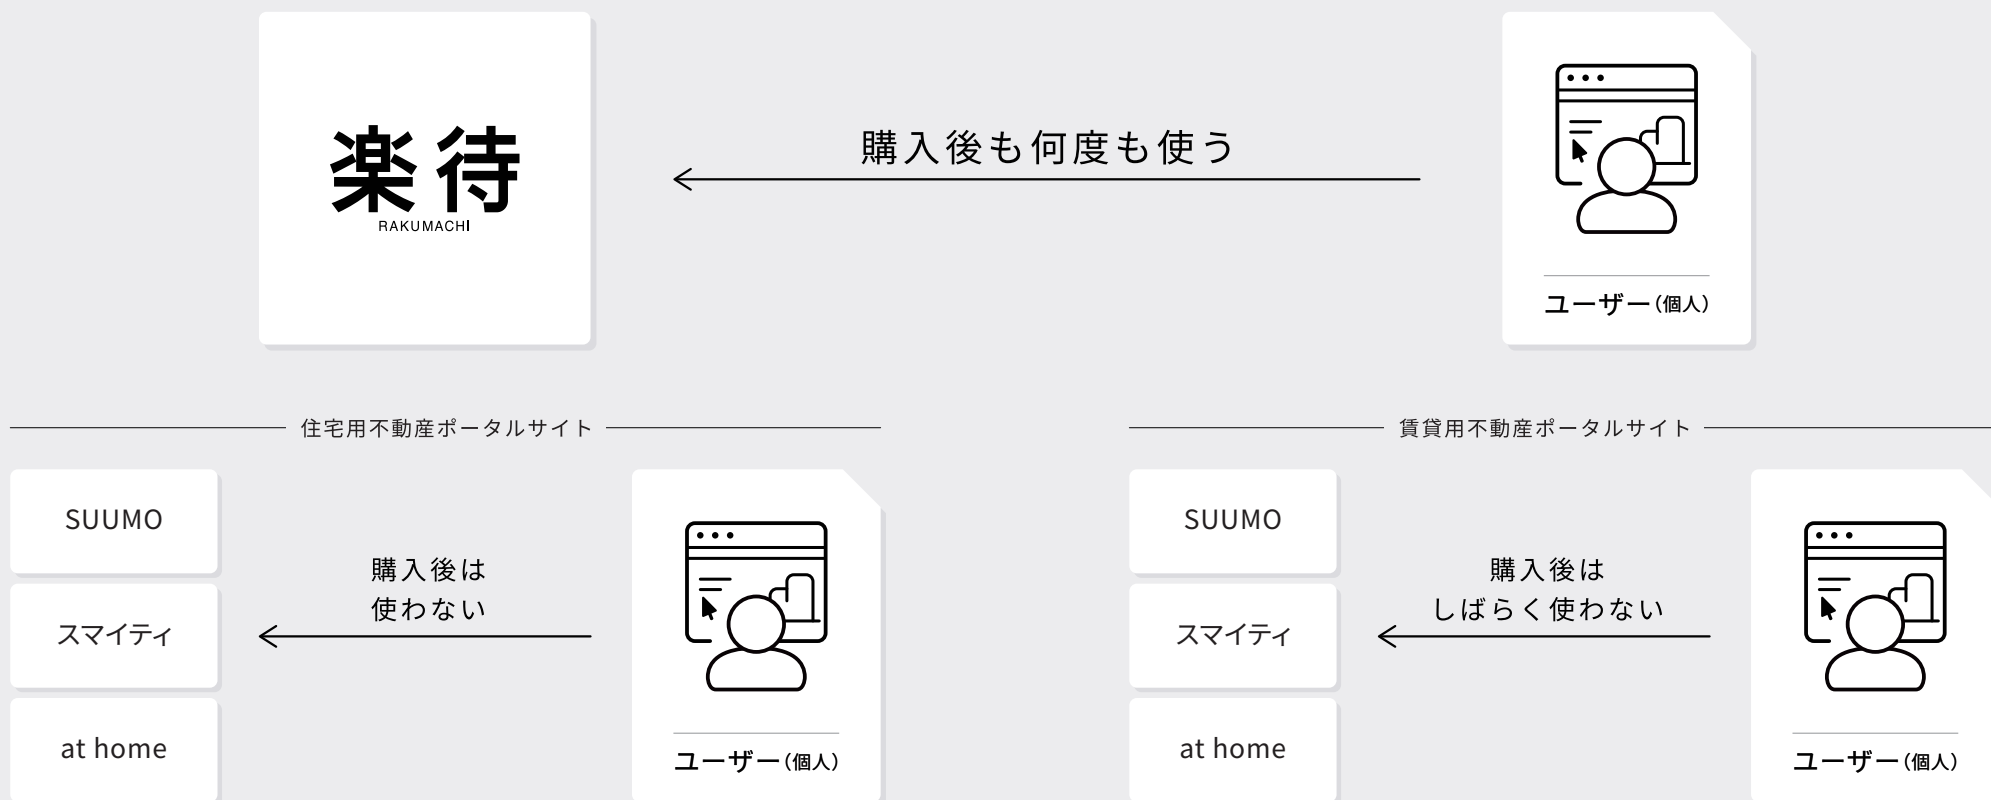 楽待
RAKUMACHI
購入後も何度も使う
ユーザー(個人)
住宅用不動産ポータルサイト
SUUMO
スマイティ
at home
購入後は
使わない
ユーザー(個人)
賃貸用不動産ポータルサイト
SUUMO
スマイティ
at home
購入後は
しばらく使わない
ユーザー(個人)